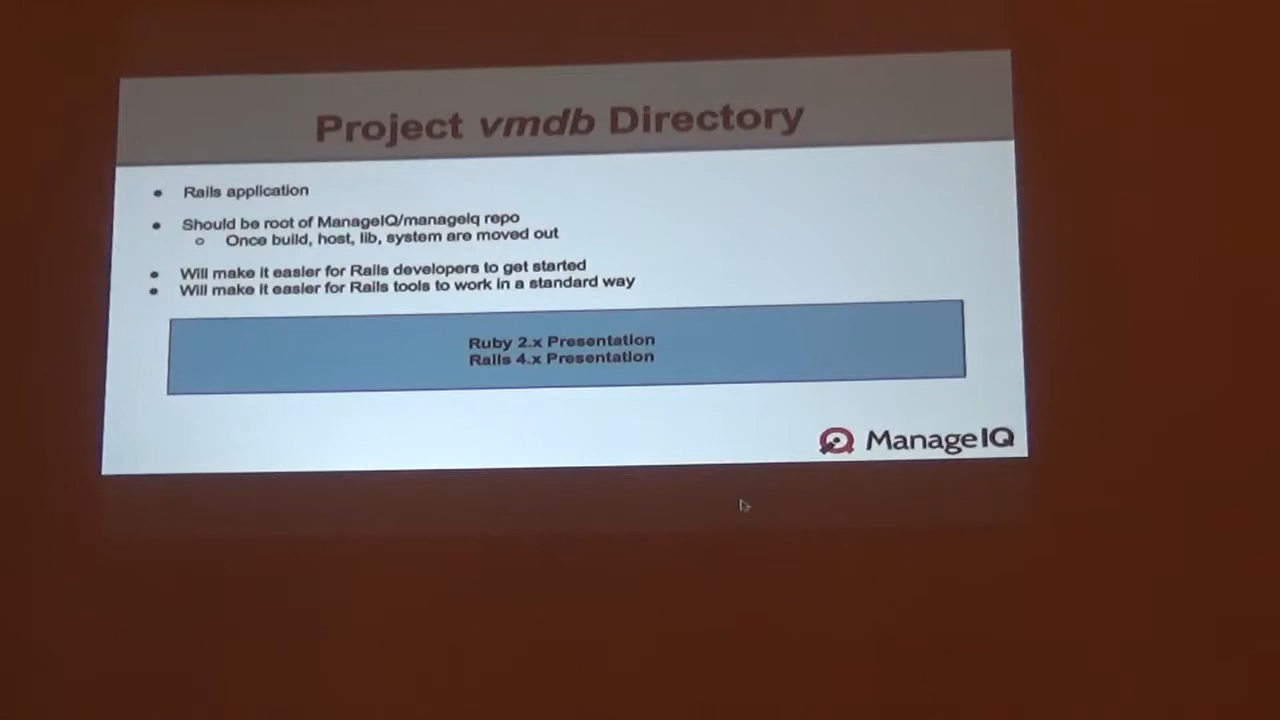 Project vmdb Directory
● Rails application
● Should be root of ManageIQ/manageiq repo
○ Once build, host, lib, system are moved out
● Will make it easier for Rails developers to get started
● Will make it easier for Rails tools to work in a standard way
Ruby 2.x Presentation
Rails 4.x Presentation
ManageIQ